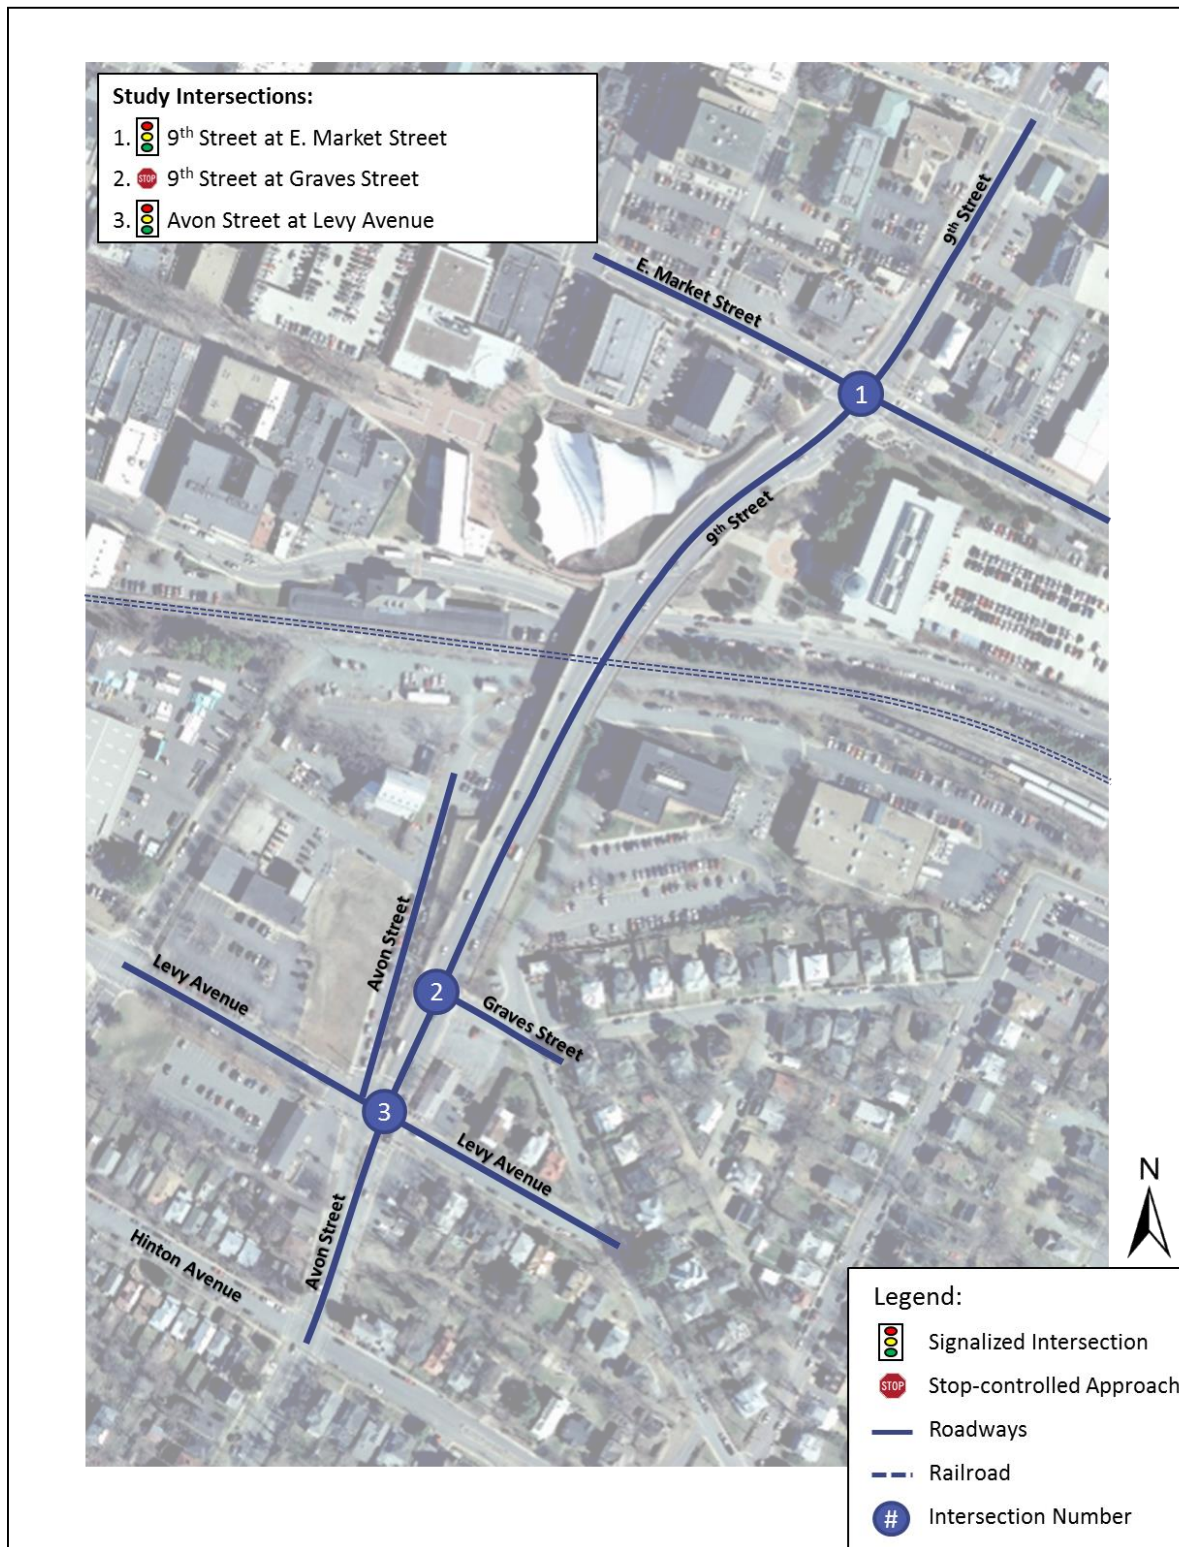 Study Intersections:
1. 9th Street at E. Market Street
2. STOP 9th Street at Graves Street
3. Avon Street at Levy Avenue
9th Street
E. Market Street
1
9th Street
Avon Street
Levy Avenue
2
Graves Street
3
Levy Avenue
Avon Street
Hinton Avenue
N
Legend:
Signalized Intersection
STOP Stop-controlled Approach
Roadways
Railroad
# Intersection Number